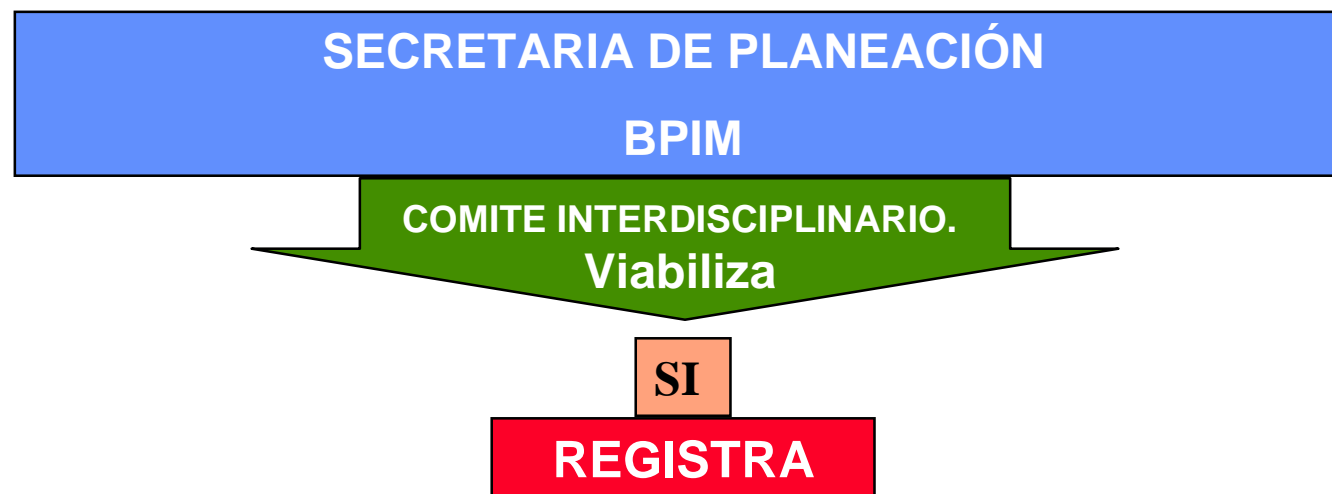 SECRETARIA DE PLANEACIÓN
BPIM
COMITE INTERDISCIPLINARIO.
Viabiliza
SI
REGISTRA